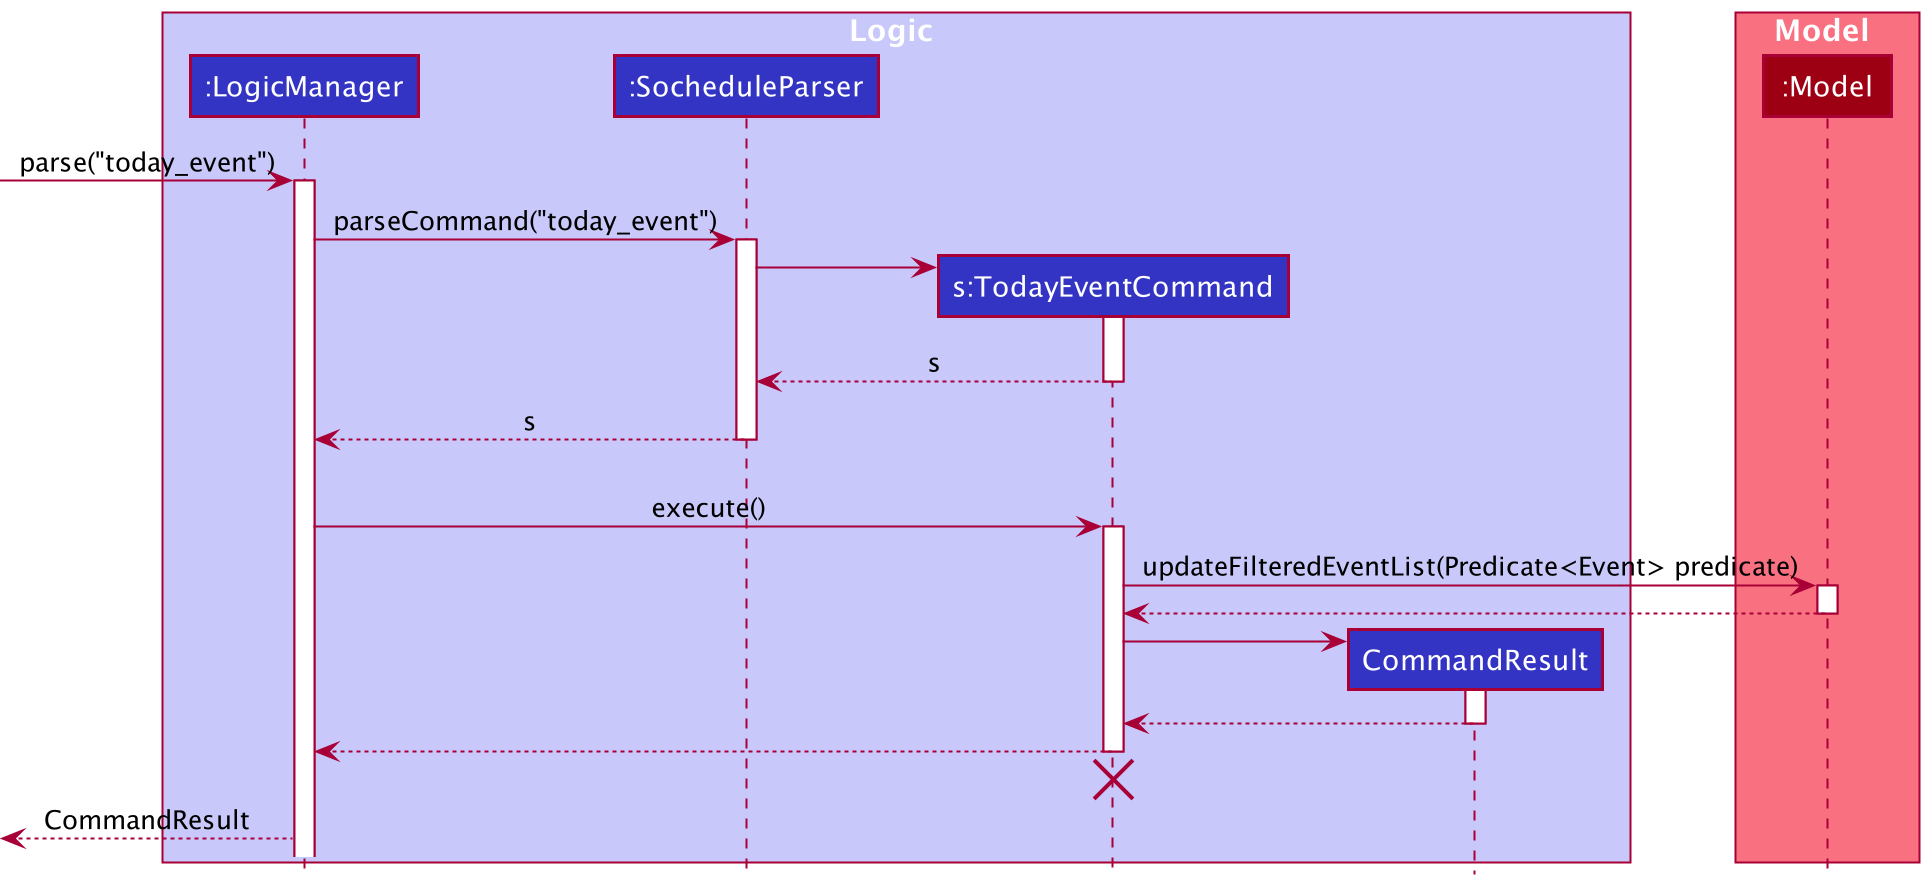 Logic
Model
:LogicManager
:SocheduleParser
:Model
parse("today_event")
parseCommand("today_event")
s:TodayEventCommand
s
s
execute()
updateFilteredEventList(Predicate<Event> predicate)
CommandResult
CommandResult